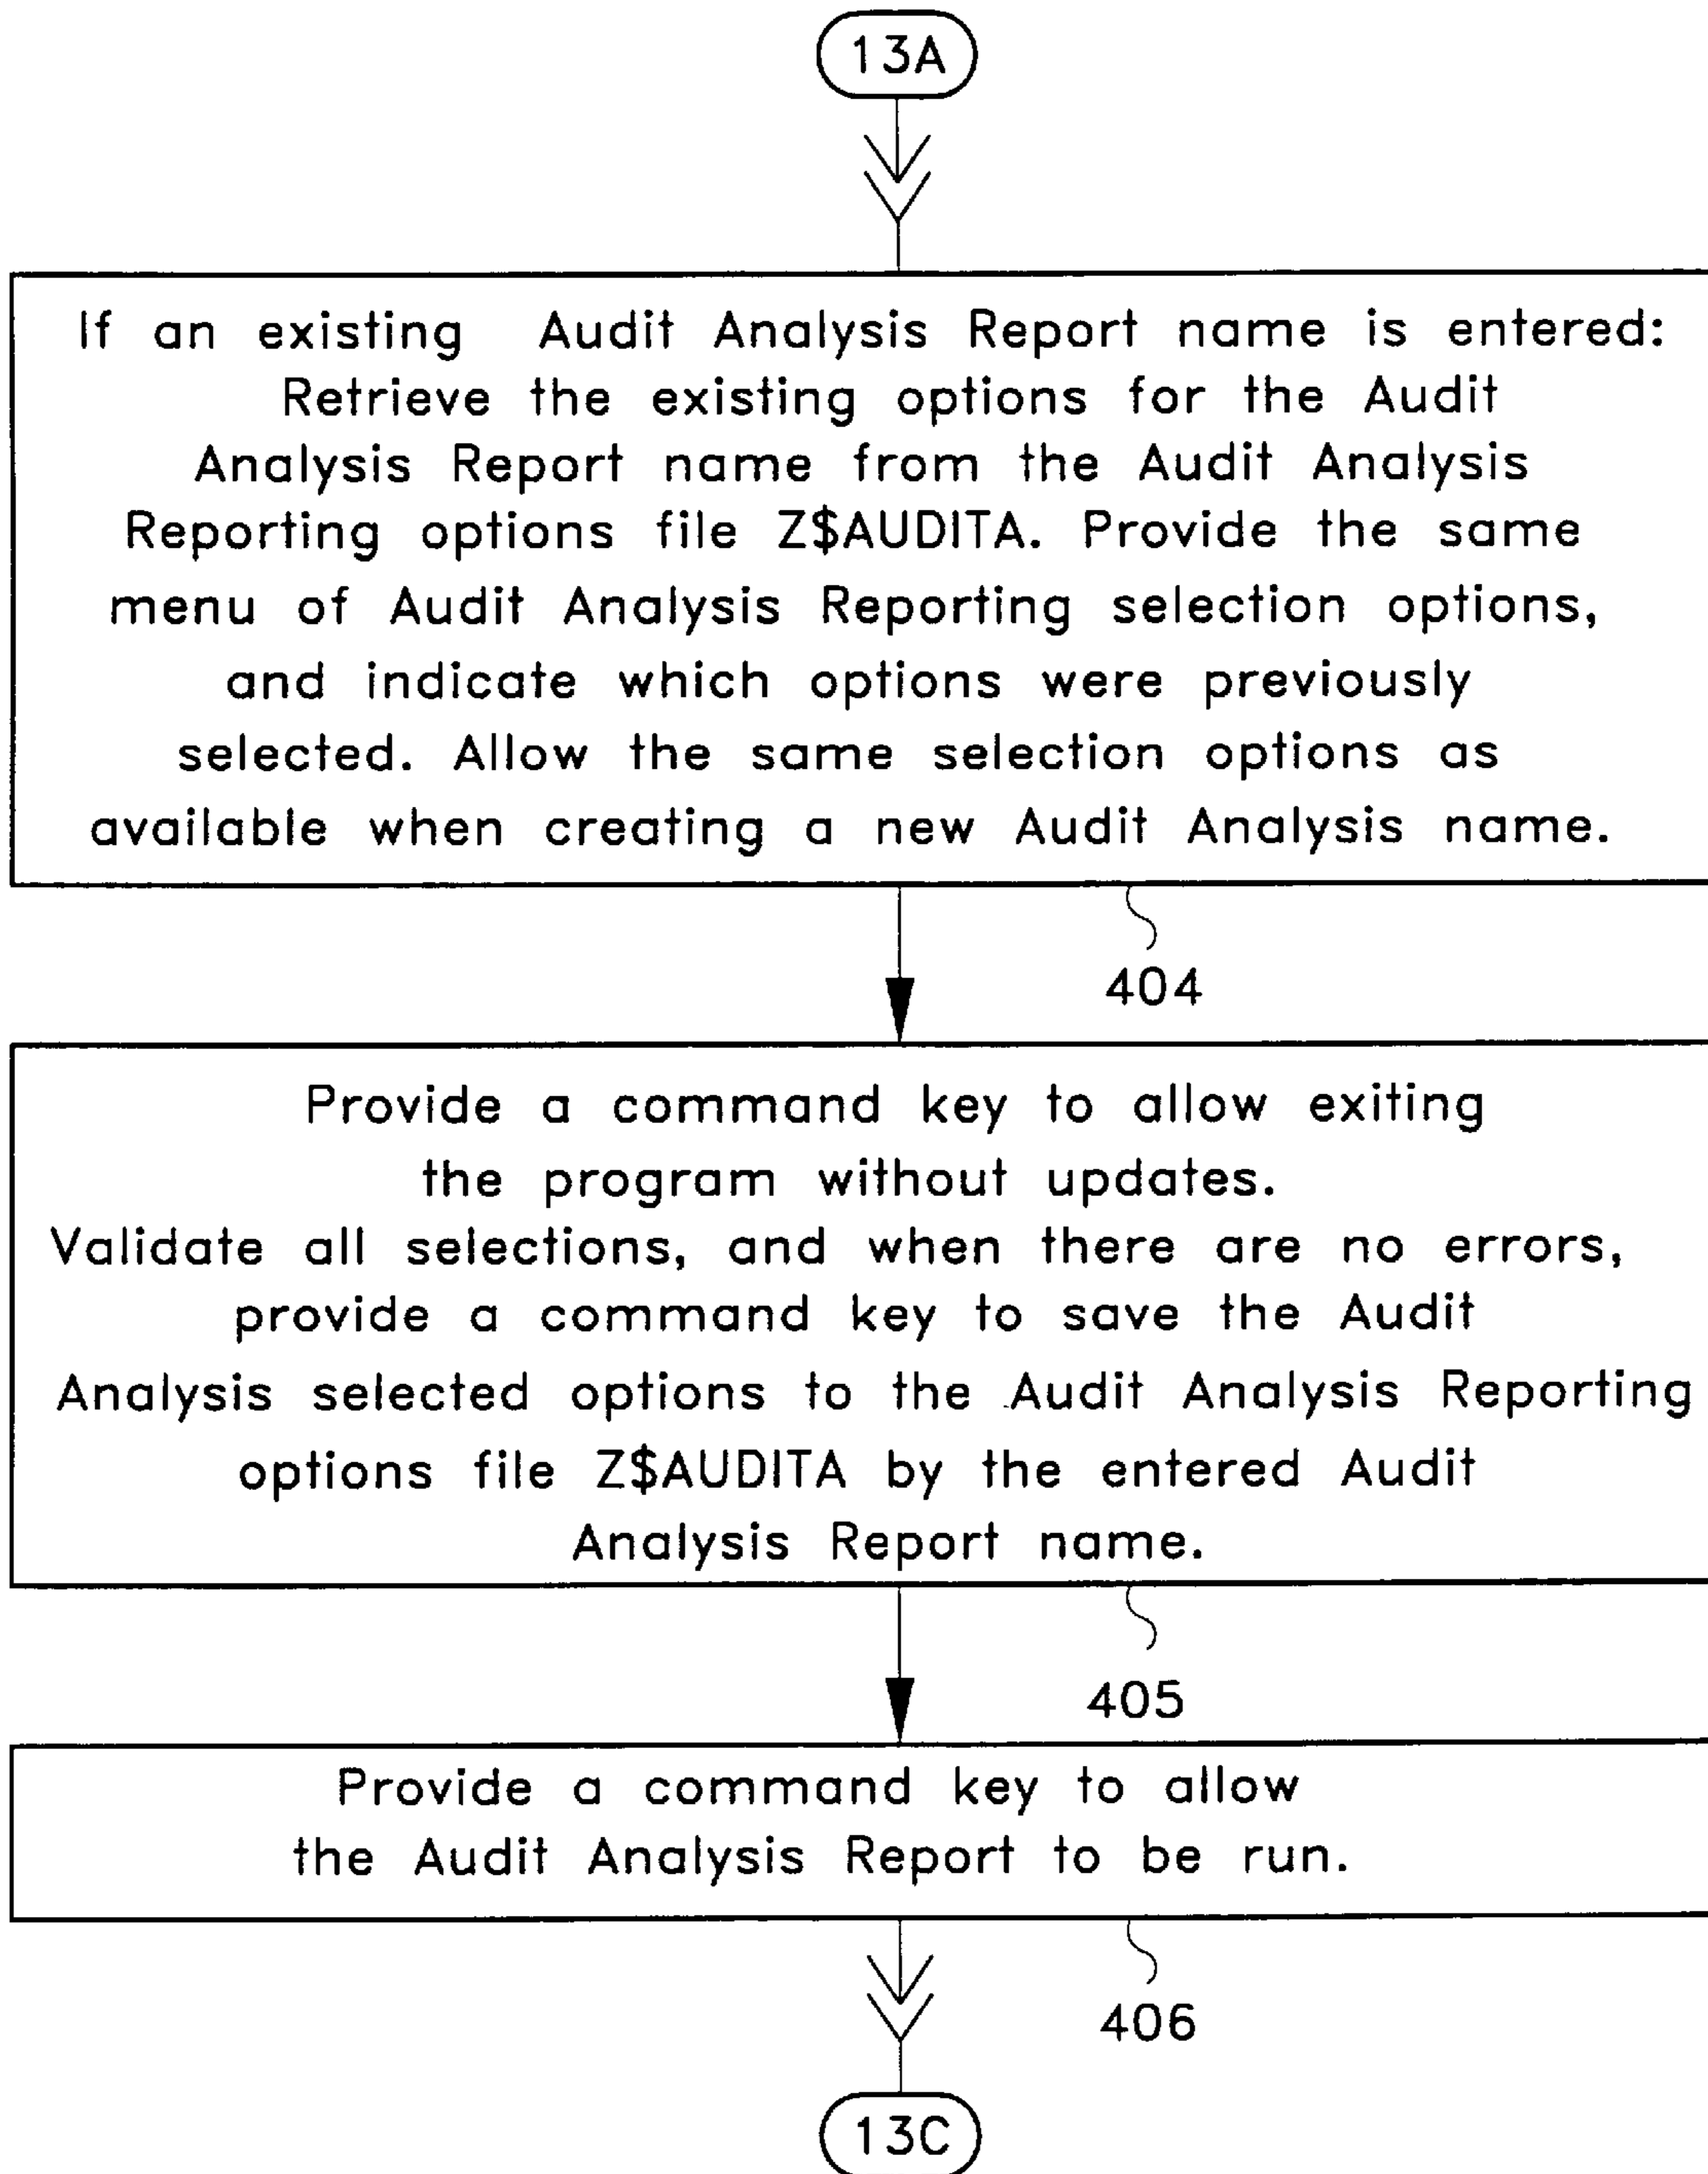 13A
If an existing Audit Analysis Report name is entered:
Retrieve the existing options for the Audit
Analysis Report name from the Audit Analysis
Reporting options file Z$AUDITA. Provide the same
menu of Audit Analysis Reporting selection options,
and indicate which options were previously
selected. Allow the same selection options as
available when creating a new Audit Analysis name.
404
Provide a command key to allow exiting
the program without updates.
Validate all selections, and when there are no errors,
provide a command key to save the Audit
Analysis selected options to the Audit Analysis Reporting
options file Z$AUDITA by the entered Audit
Analysis Report name.
405
Provide a command key to allow
the Audit Analysis Report to be run.
406
13C